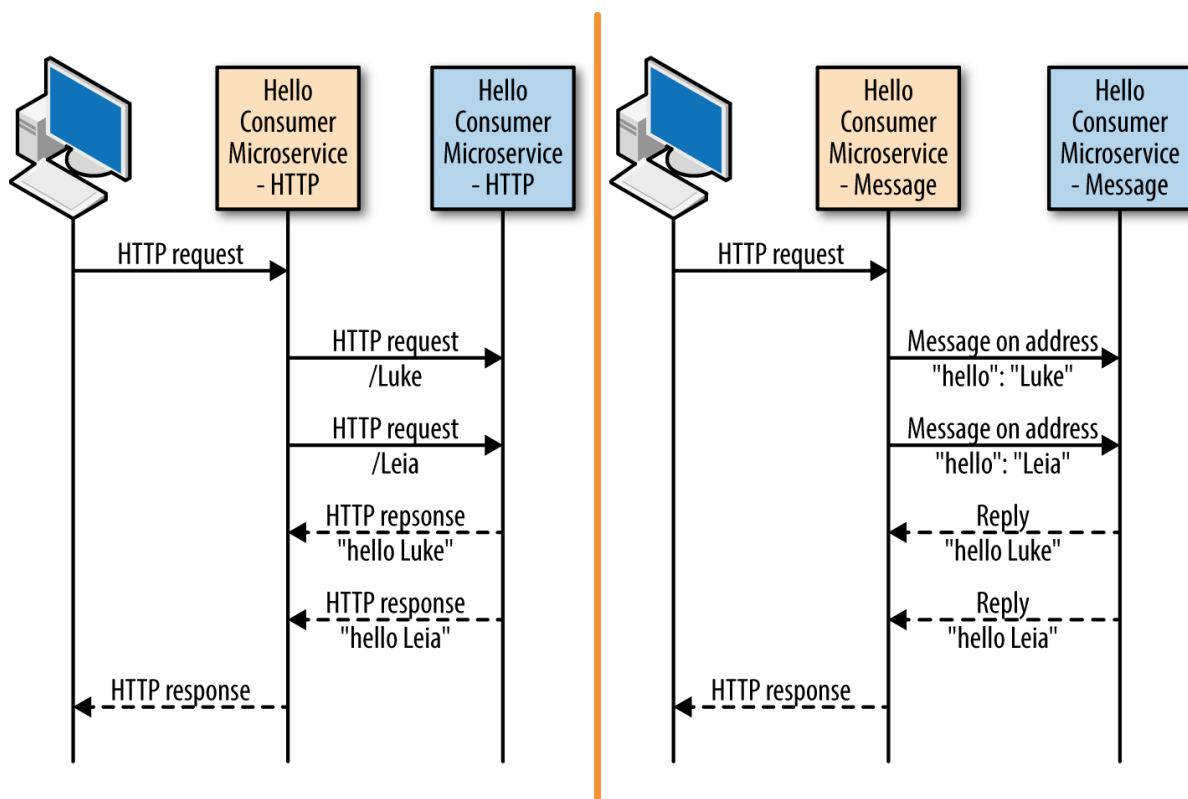 Hello
Consumer
Microservice
- HTTP
Hello
Consumer
Microservice
- HTTP
HTTP request
HTTP request
/Luke
HTTP request
/Leia
HTTP repsonse
"hello Luke"
HTTP response
"hello Leia"
HTTP response
Hello
Consumer
Microservice
- Message
Hello
Consumer
Microservice
- Message
HTTP request
Message on address
"hello": "Luke"
Message on address
"hello": "Leia"
Reply
"hello Luke"
Reply
"hello Leia"
HTTP response